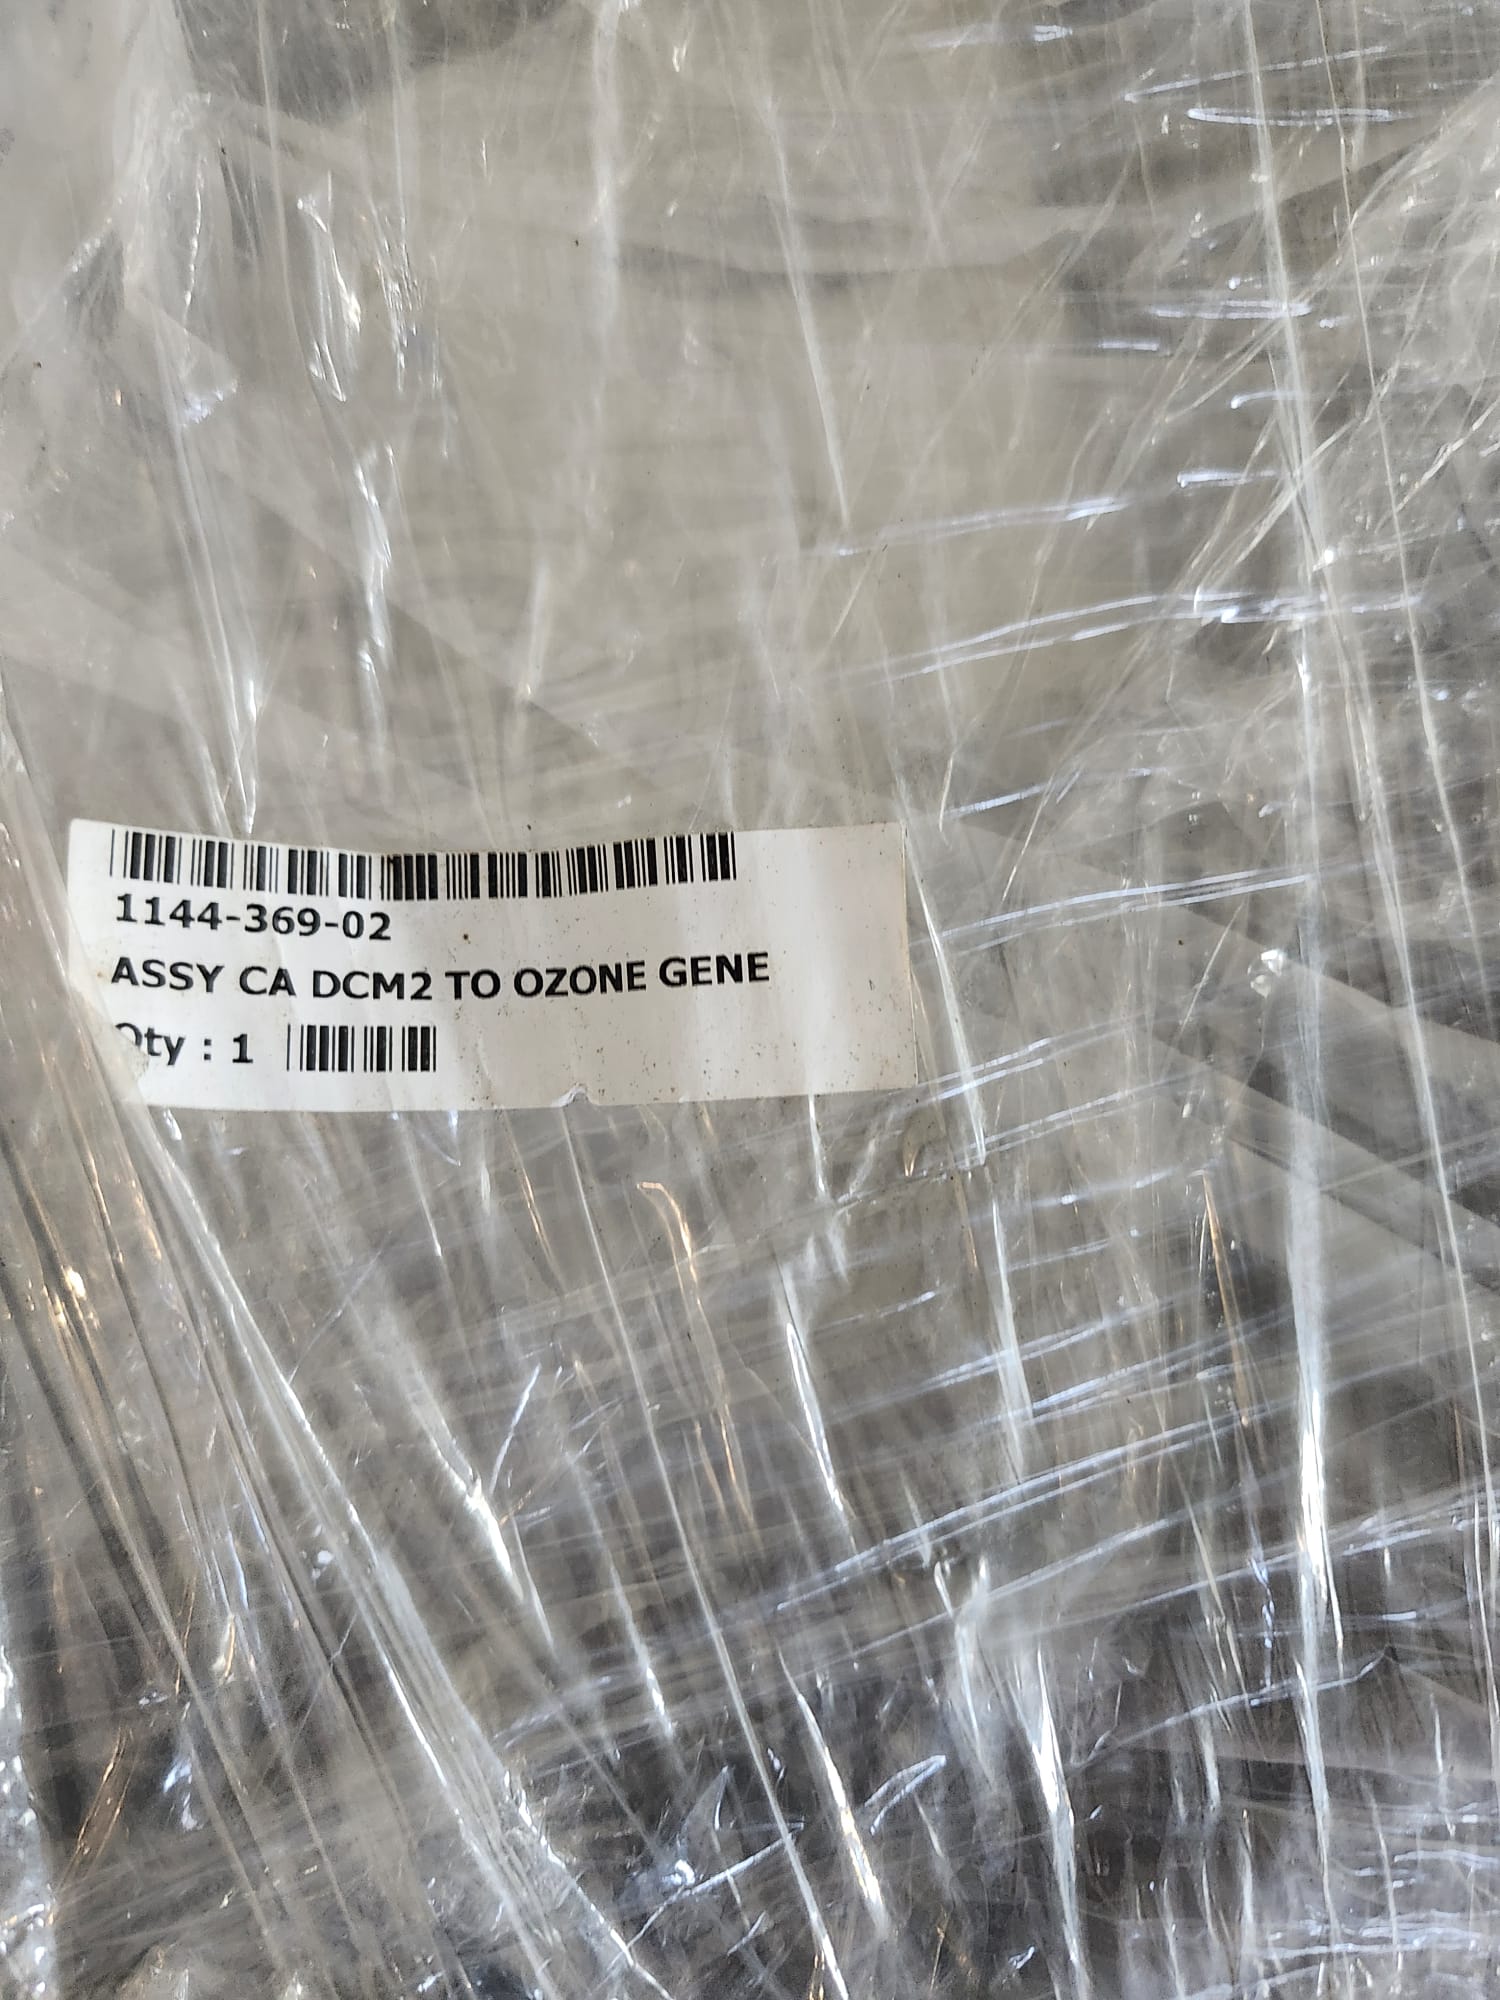 1144-369-02
ASSY CA DCM2 TO OZONE GENE
Qty : 1